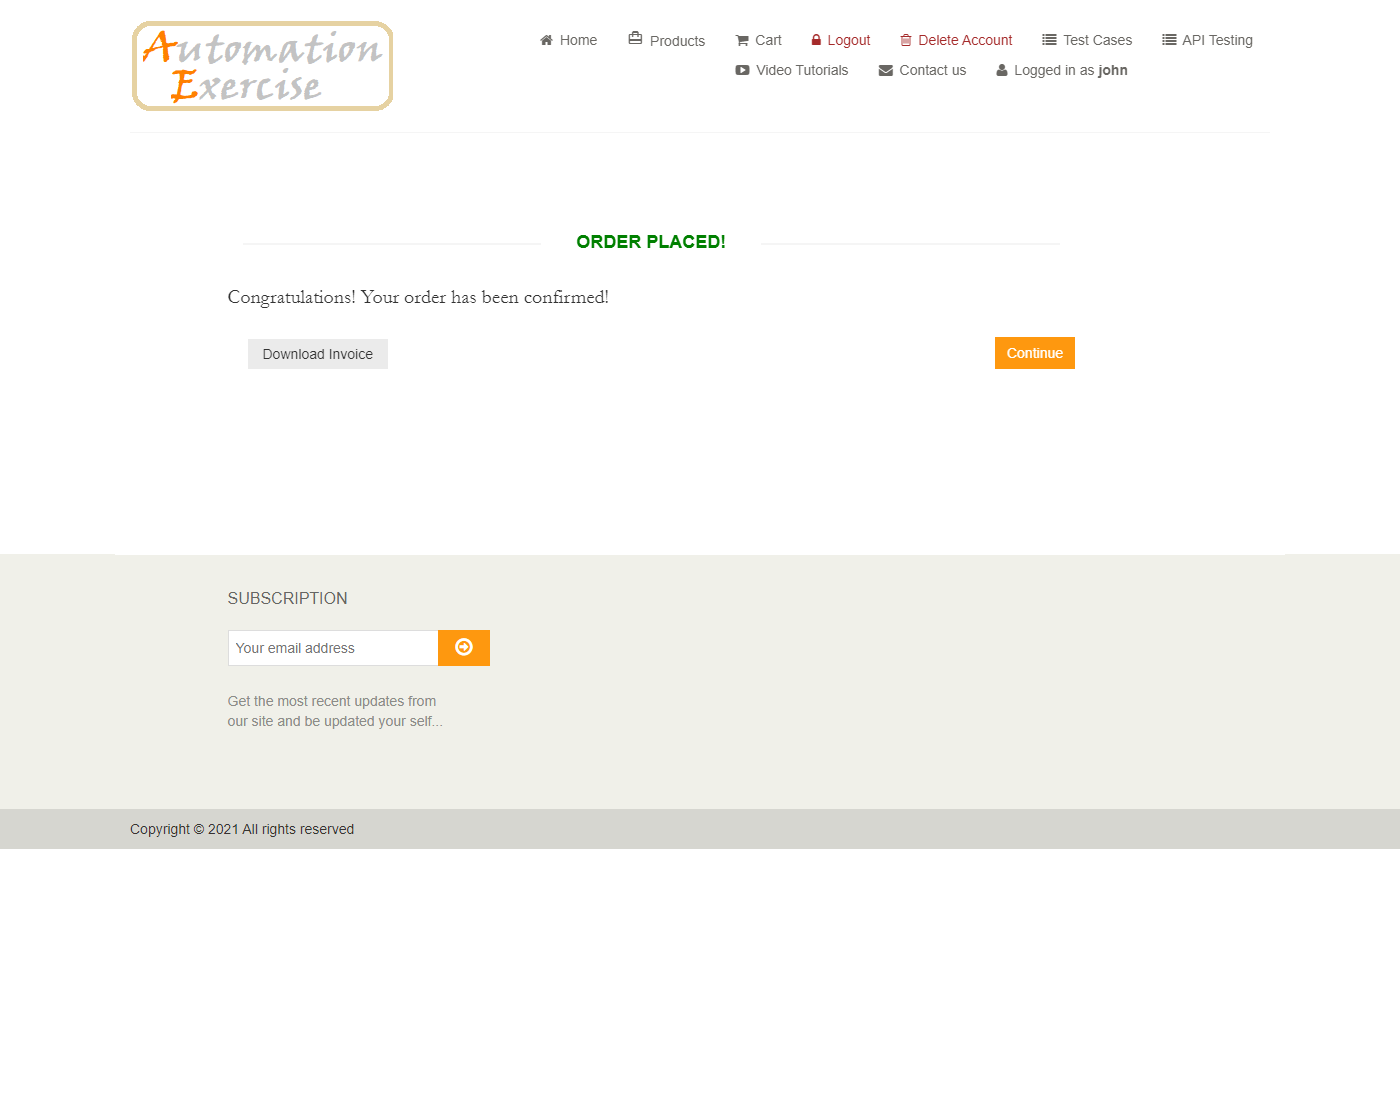 Automation
Exercise
Home
Products
Cart
Logout
Delete Account
Test Cases
API Testing
Video Tutorials
Contact us
Logged in as john
ORDER PLACED!
Congratulations! Your order has been confirmed!
Download Invoice
Continue
SUBSCRIPTION
Your email address
Get the most recent updates from
our site and be updated your self...
Copyright © 2021 All rights reserved